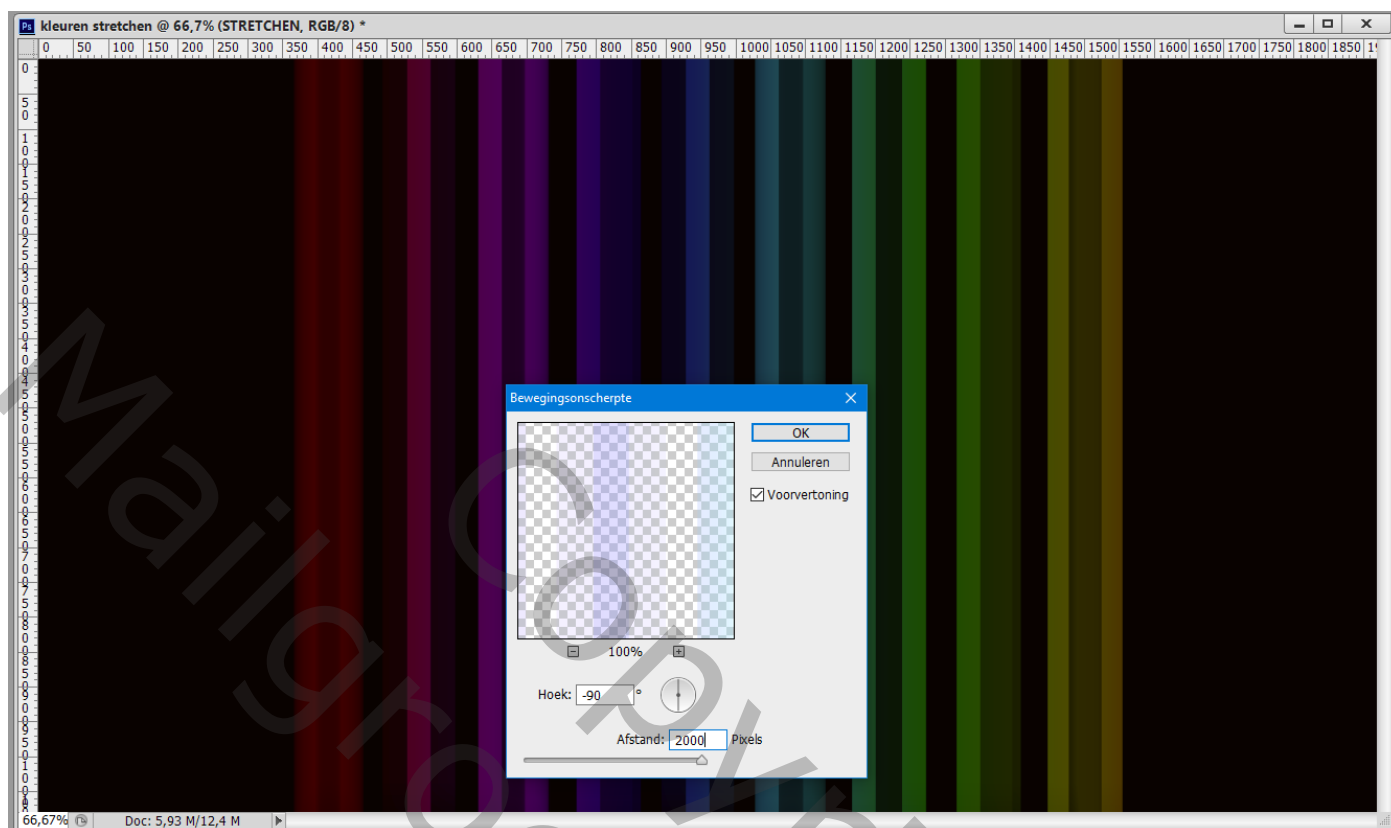 Ps kleuren stretchen @ 66,7% (STRETCHEN, RGB/8) *
0 50 100 150 200 250 300 350 400 450 500 550 600 650 700 750 800 850 900 950 1000 1050 1100 1150 1200 1250 1300 1350 1400 1450 1500 1550 1600 1650 1700 1750 1800 1850
Bewegingsonscherpte
OK
Annuleren
Voorvertoning
100%
Hoek: -90 °
Afstand: 2000 Pixels
66,67% Doc: 5,93 M/12,4 M